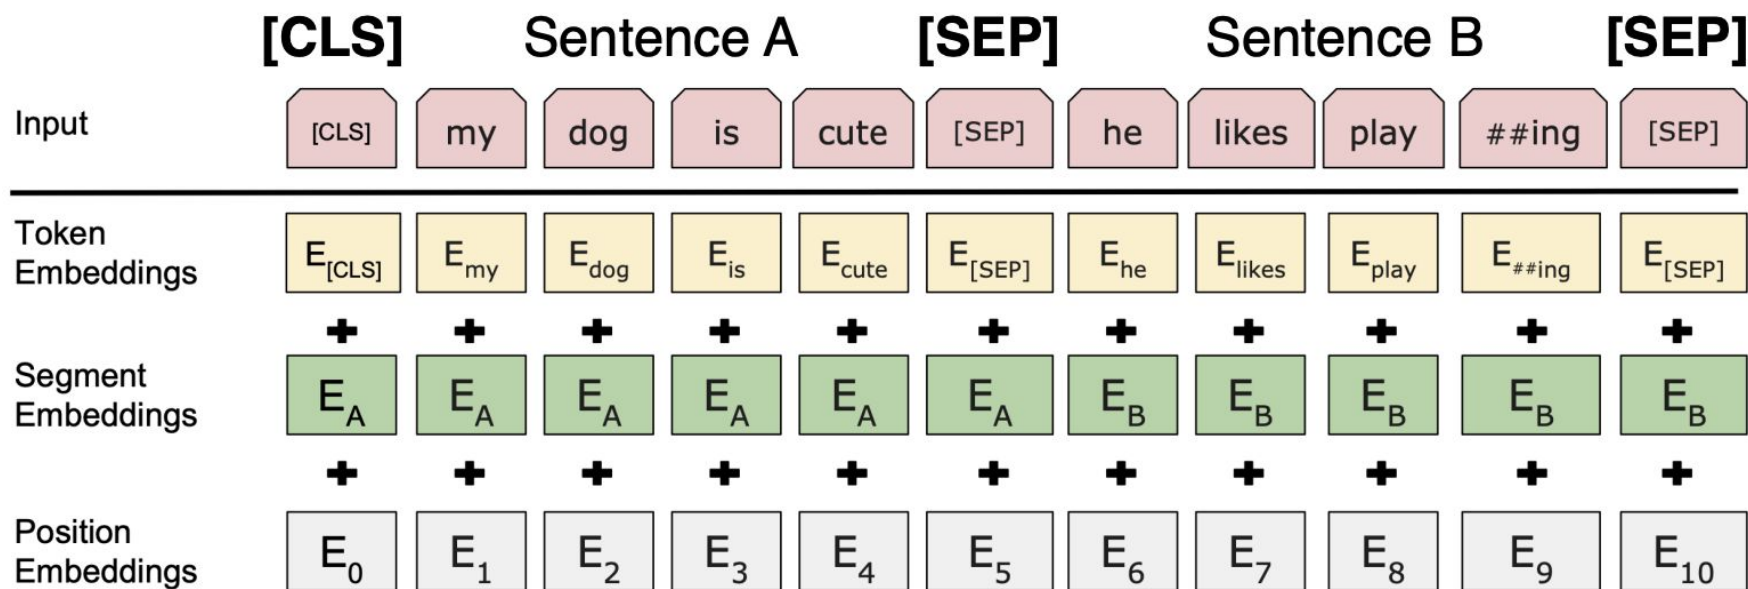 [CLS] Sentence A [SEP] Sentence B [SEP]
Input [CLS] my dog is cute [SEP] he likes play ##ing [SEP]
Token
Embeddings
E[CLS] Emy Edog Eis Ecute E[SEP] Ehe Elikes Eplay E##ing E[SEP]
+ + + + + + + + + + +
Segment
Embeddings
EA EA EA EA EA EA EB EB EB EB EB
+ + + + + + + + + + +
Position
Embeddings
E0 E1 E2 E3 E4 E5 E6 E7 E8 E9 E10